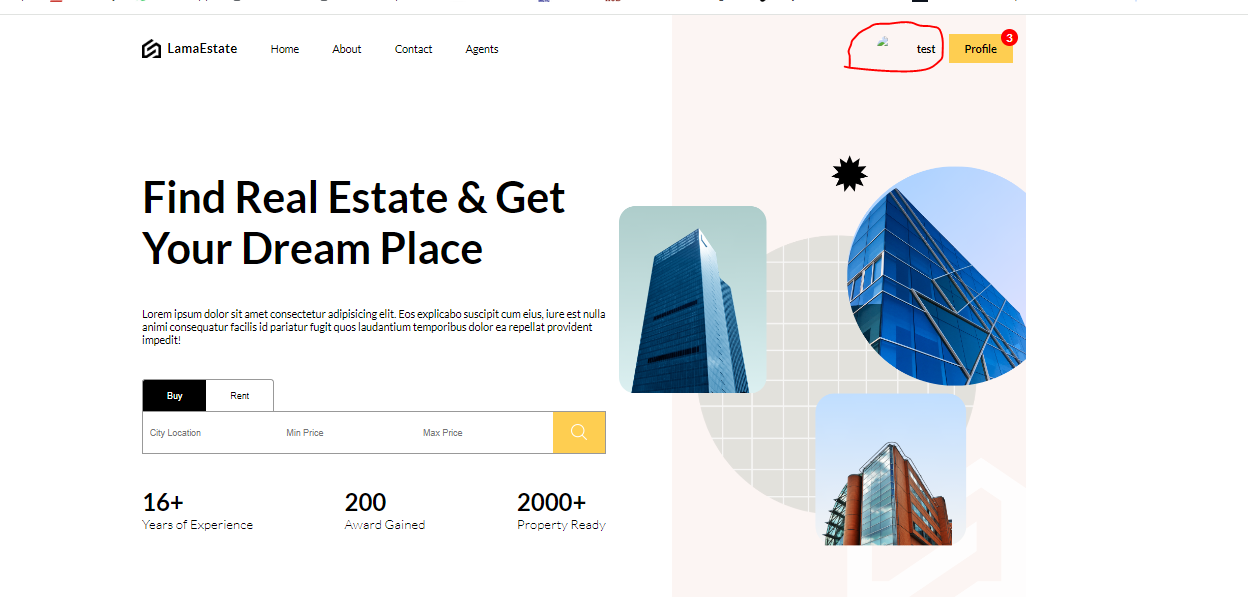 LamaEstate Home About Contact Agents test Profile 3
Find Real Estate & Get
Your Dream Place
Lorem ipsum dolor sit amet consectetur adipisicing elit. Eos explicabo suscipit cum eius, iure est nulla
animi consequatur facilis id pariatur fugit quos laudantium temporibus dolor ea repellat provident
impedit!
Buy Rent
City Location Min Price Max Price
16+ 200 2000+
Years of Experience Award Gained Property Ready